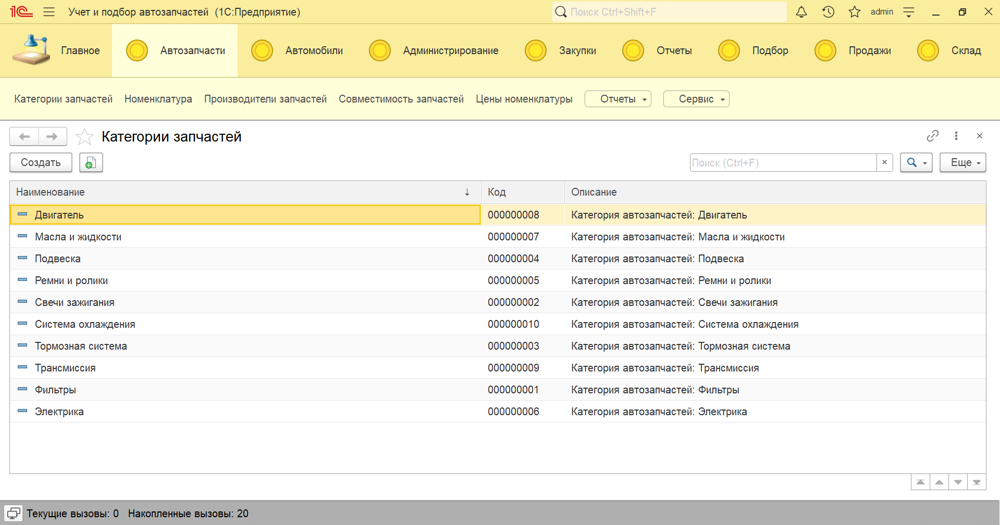 1С Учет и подбор автозапчастей (1С:Предприятие) Поиск Ctrl+Shift+F admin
Главное Автозапчасти Автомобили Администрирование Закупки Отчеты Подбор Продажи Склад
Категории запчастей Номенклатура Производители запчастей Совместимость запчастей Цены номенклатуры Отчеты Сервис
Категории запчастей
Создать Поиск (Ctrl+F) Еще
Наименование Код Описание
Двигатель 000000008 Категория автозапчастей: Двигатель
Масла и жидкости 000000007 Категория автозапчастей: Масла и жидкости
Подвеска 000000004 Категория автозапчастей: Подвеска
Ремни и ролики 000000005 Категория автозапчастей: Ремни и ролики
Свечи зажигания 000000002 Категория автозапчастей: Свечи зажигания
Система охлаждения 000000010 Категория автозапчастей: Система охлаждения
Тормозная система 000000003 Категория автозапчастей: Тормозная система
Трансмиссия 000000009 Категория автозапчастей: Трансмиссия
Фильтры 000000001 Категория автозапчастей: Фильтры
Электрика 000000006 Категория автозапчастей: Электрика
Текущие вызовы: 0 Накопленные вызовы: 20